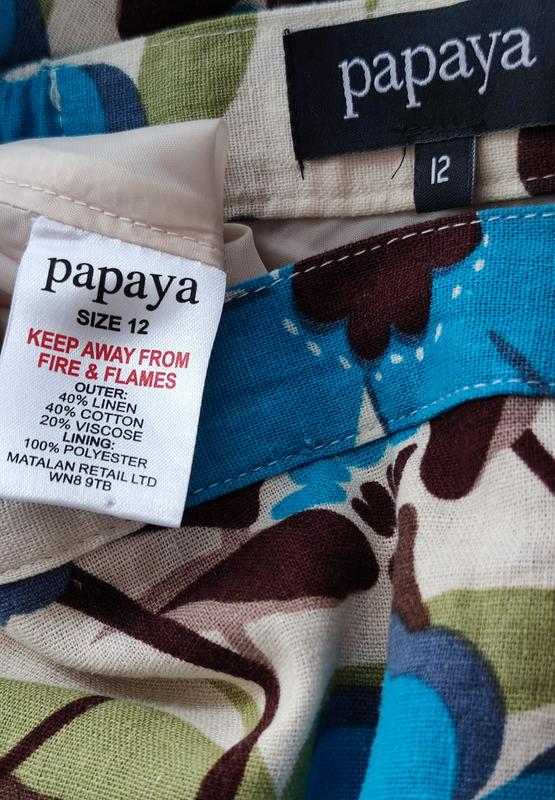 papaya
12
papaya
SIZE 12
KEEP AWAY FROM
FIRE & FLAMES
OUTER:
40% LINEN
40% COTTON
20% VISCOSE
LINING:
100% POLYESTER
MATALAN RETAIL LTD
WN8 9TB